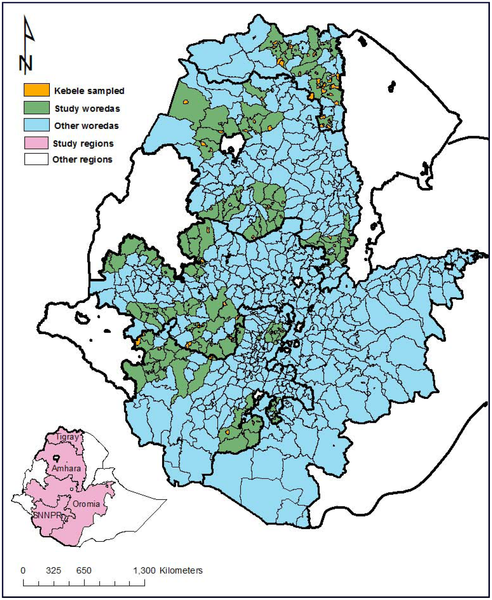 N
Kebele sampled
Study woredas
Other woredas
Study regions
Other regions
Tigray
Amhara
Oromia
SNNPR
0 325 650 1,300 Kilometers